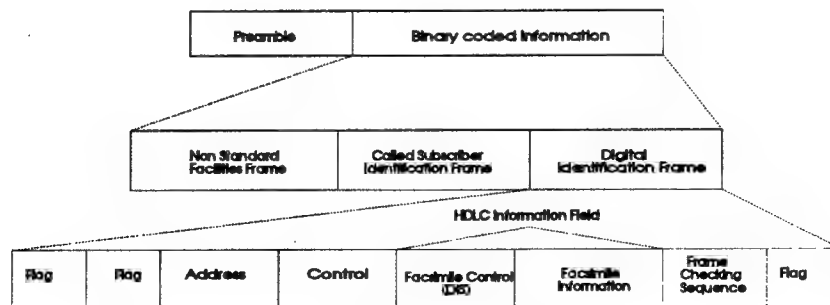 Preamble
Binary coded Information
Non Standard
Facilities Frame
Called Subscriber
Identification Frame
Digital
Identification Frame
HDLC Information Field
Flag
Flag
Address
Control
Facsimile Control
(DIS)
Facsimile
Information
Frame
Checking
Sequence
Flag